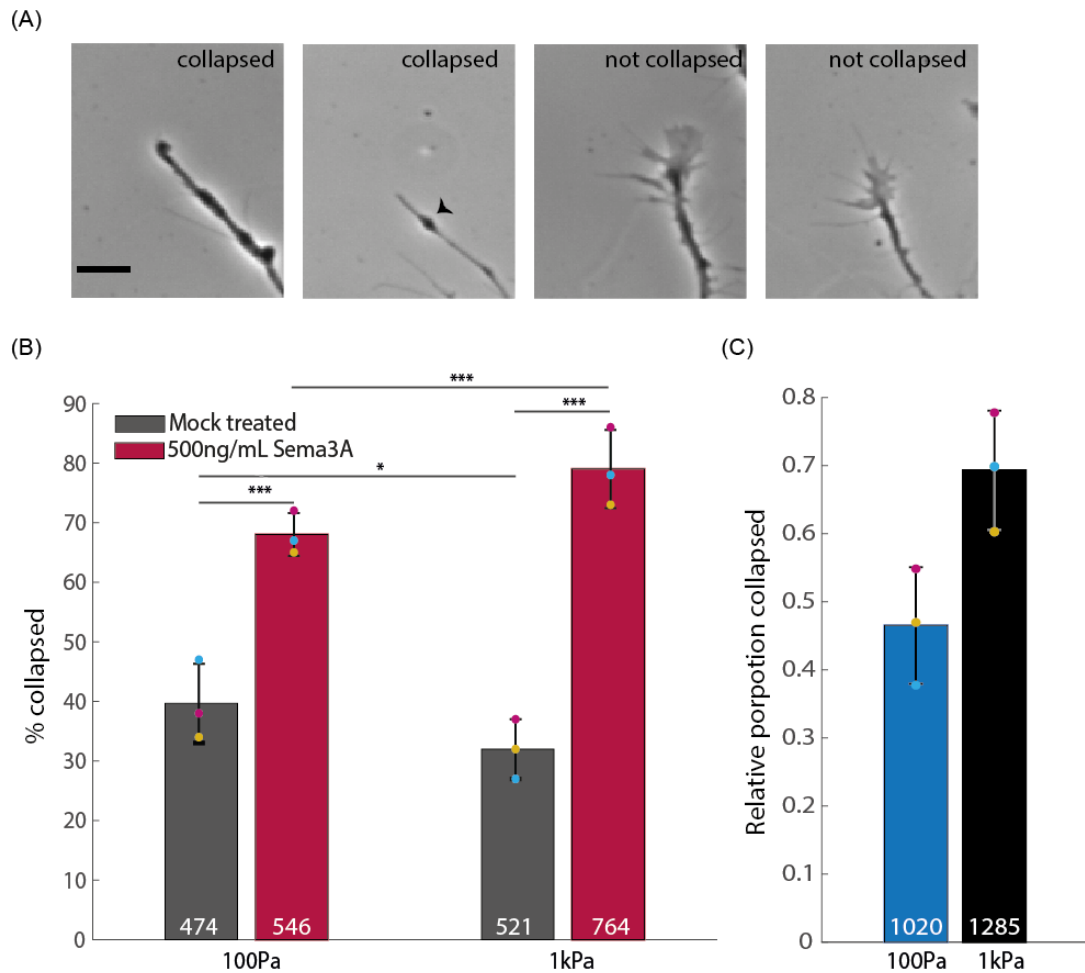 (A)
collapsed
collapsed
not collapsed
not collapsed
(B)
(C)
Mock treated
500ng/mL Sema3A
***
***
*
***
% collapsed
90
80
70
60
50
40
30
20
10
0
474
546
521
764
100Pa
1kPa
Relative porpotion collapsed
0.8
0.7
0.6
0.5
0.4
0.3
0.2
0.1
0
1020
1285
100Pa
1kPa